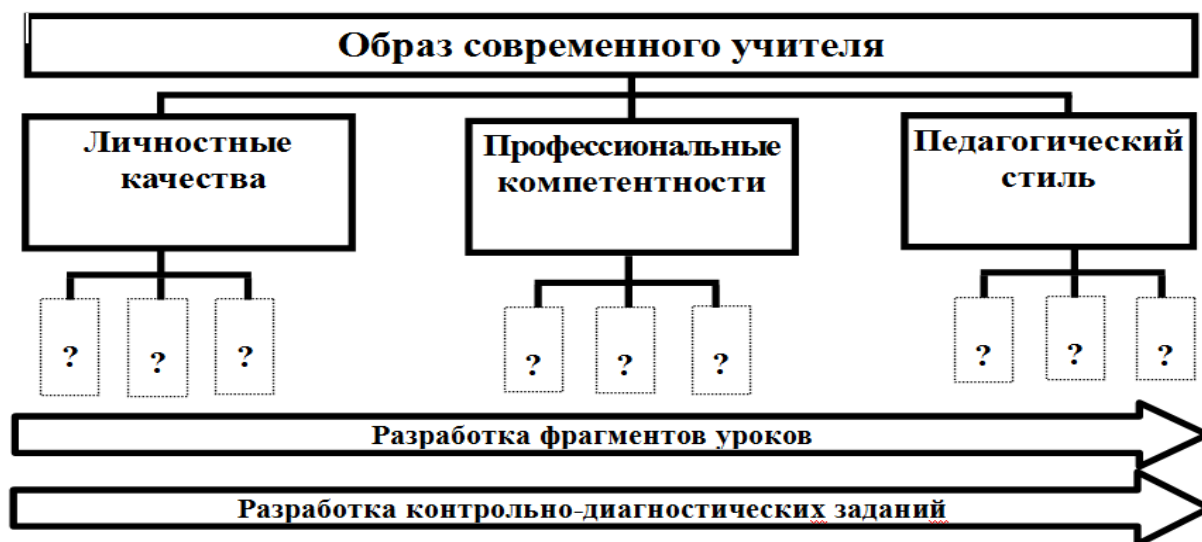 Образ современного учителя
Личностные
качества
Профессиональные
компетентности
Педагогический
стиль
? ? ? ? ? ? ? ? ?
Разработка фрагментов уроков
Разработка контрольно-диагностических заданий